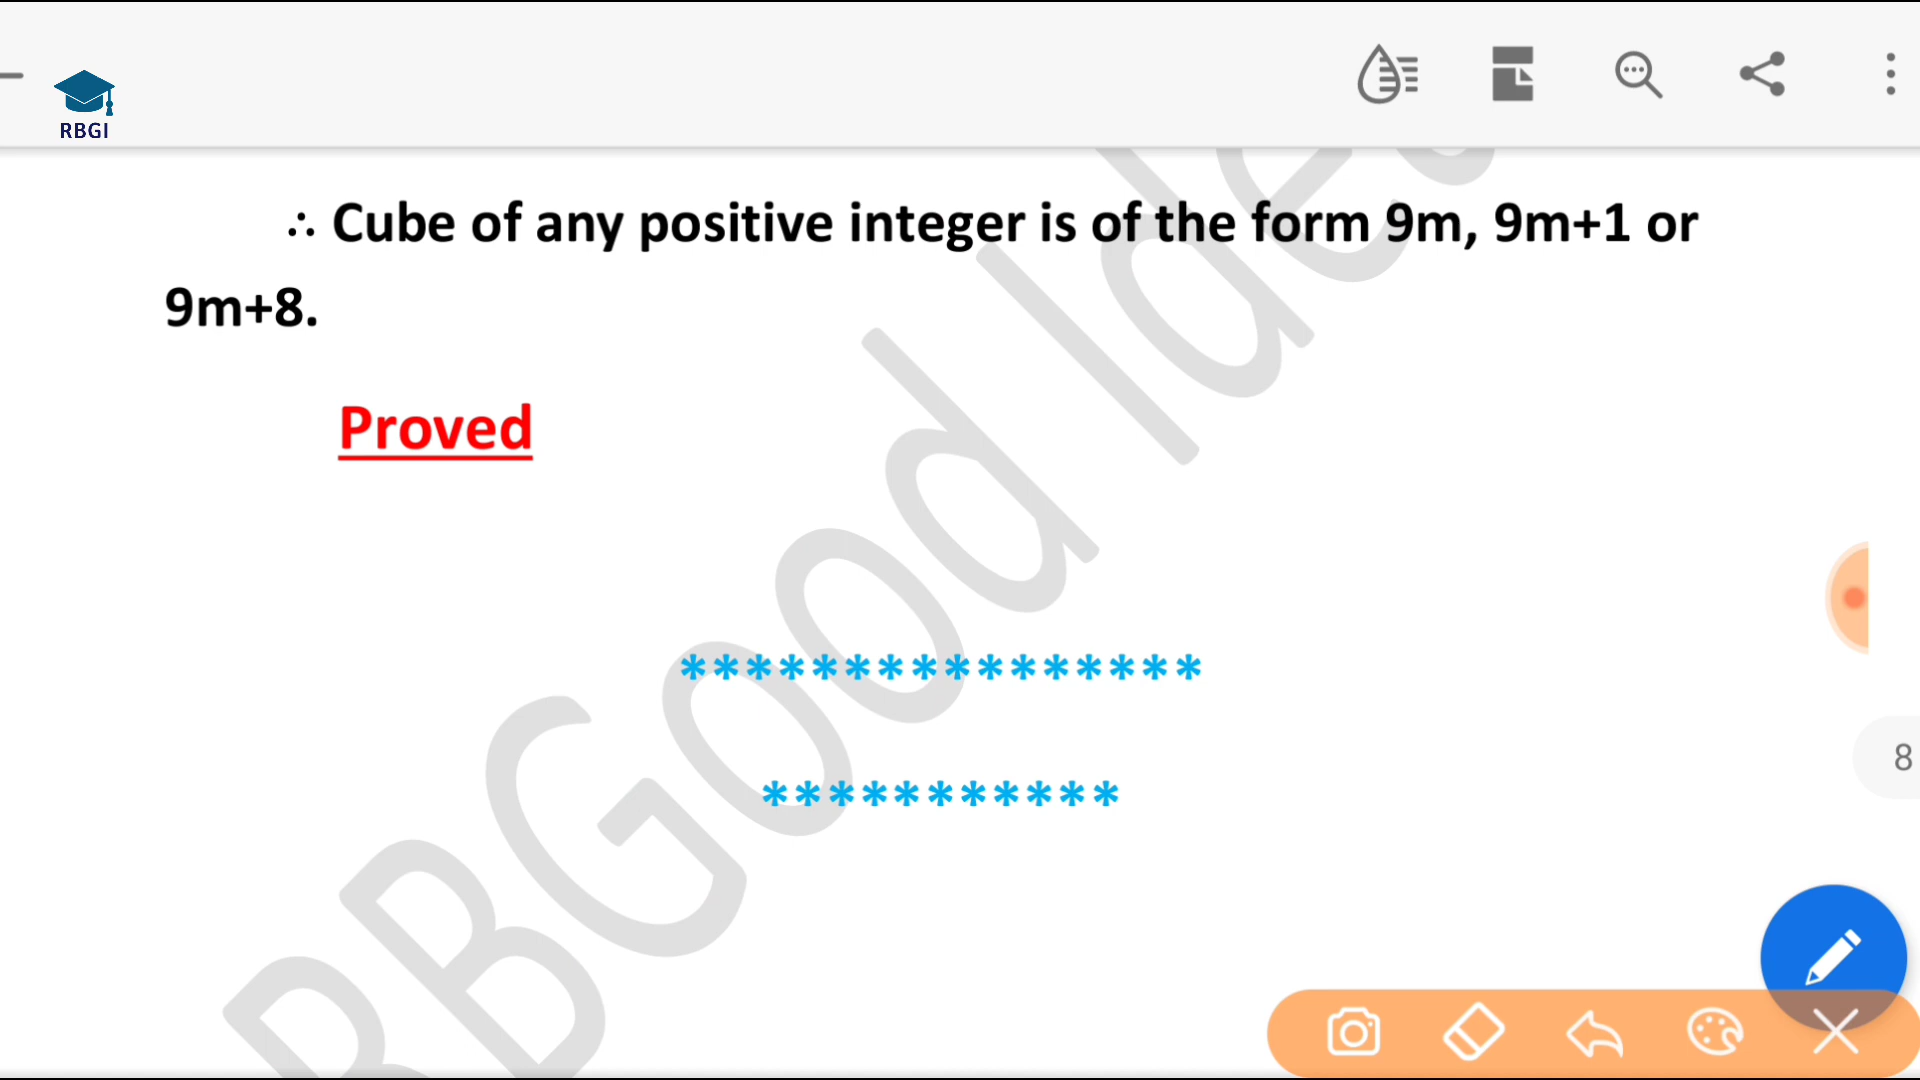 RBGI
∴ Cube of any positive integer is of the form 9m, 9m+1 or
9m+8.
Proved
****************
***********
8
RBGood Idea